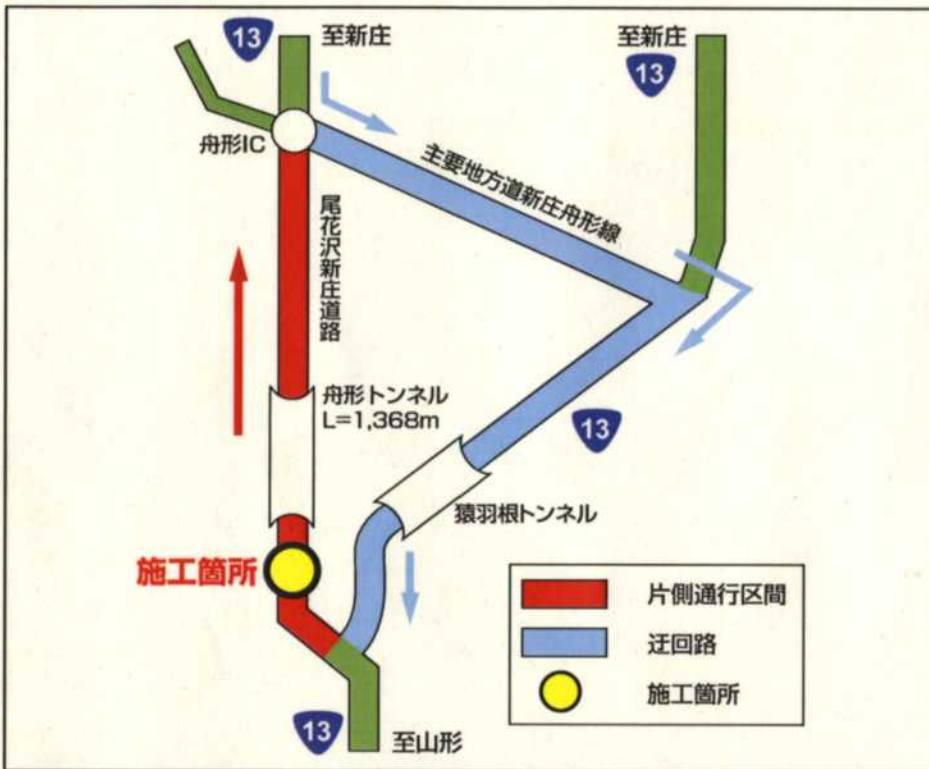 13
至新庄
至新庄
13
舟形IC
主要地方道新庄舟形線
尾花沢新庄道路
舟形トンネル
L=1,368m
13
猿羽根トンネル
施工箇所
片側通行区間
迂回路
施工箇所
13
至山形